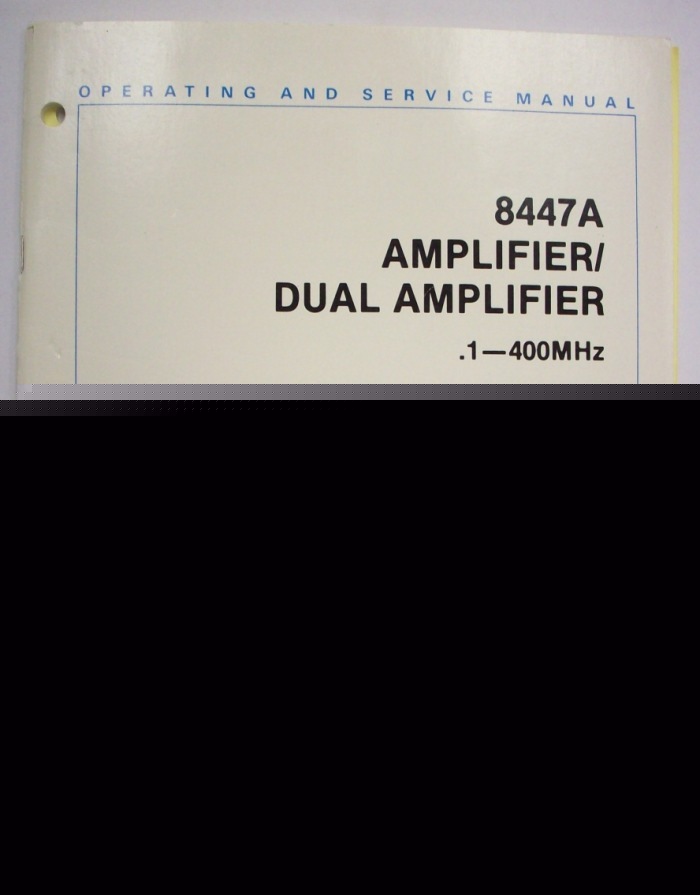 OPERATING AND SERVICE MANUAL
8447A
AMPLIFIER/
DUAL AMPLIFIER
.1—400MHz